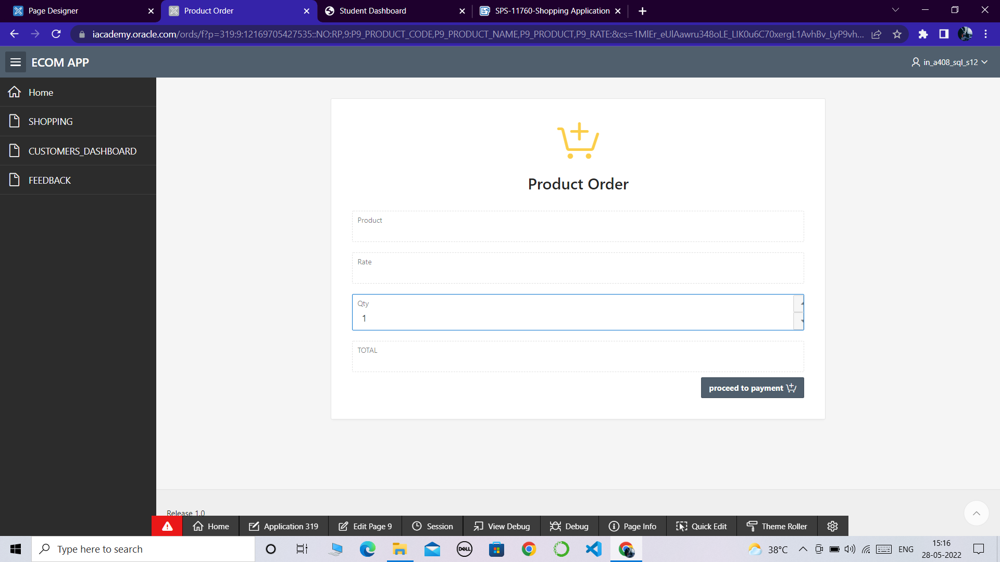 Page Designer
Product Order
Student Dashboard
SPS-11760-Shopping Application
iacademy.oracle.com/ords/f?p=319:9:12169705427535::NO:RP,9:P9_PRODUCT_CODE,P9_PRODUCT_NAME,P9_PRODUCT,P9_RATE:&cs=1MlEr_eUlAawru348oLE_LIK0u6C70xergL1AvhBv_LyP9vh...
ECOM APP
in_a408_sql_s12
Home
SHOPPING
CUSTOMERS_DASHBOARD
FEEDBACK
Product Order
Product
Rate
Qty
1
TOTAL
proceed to payment
Release 1.0
Home
Application 319
Edit Page 9
Session
View Debug
Debug
Page Info
Quick Edit
Theme Roller
Type here to search
DELL
38°C
ENG
15:16
28-05-2022